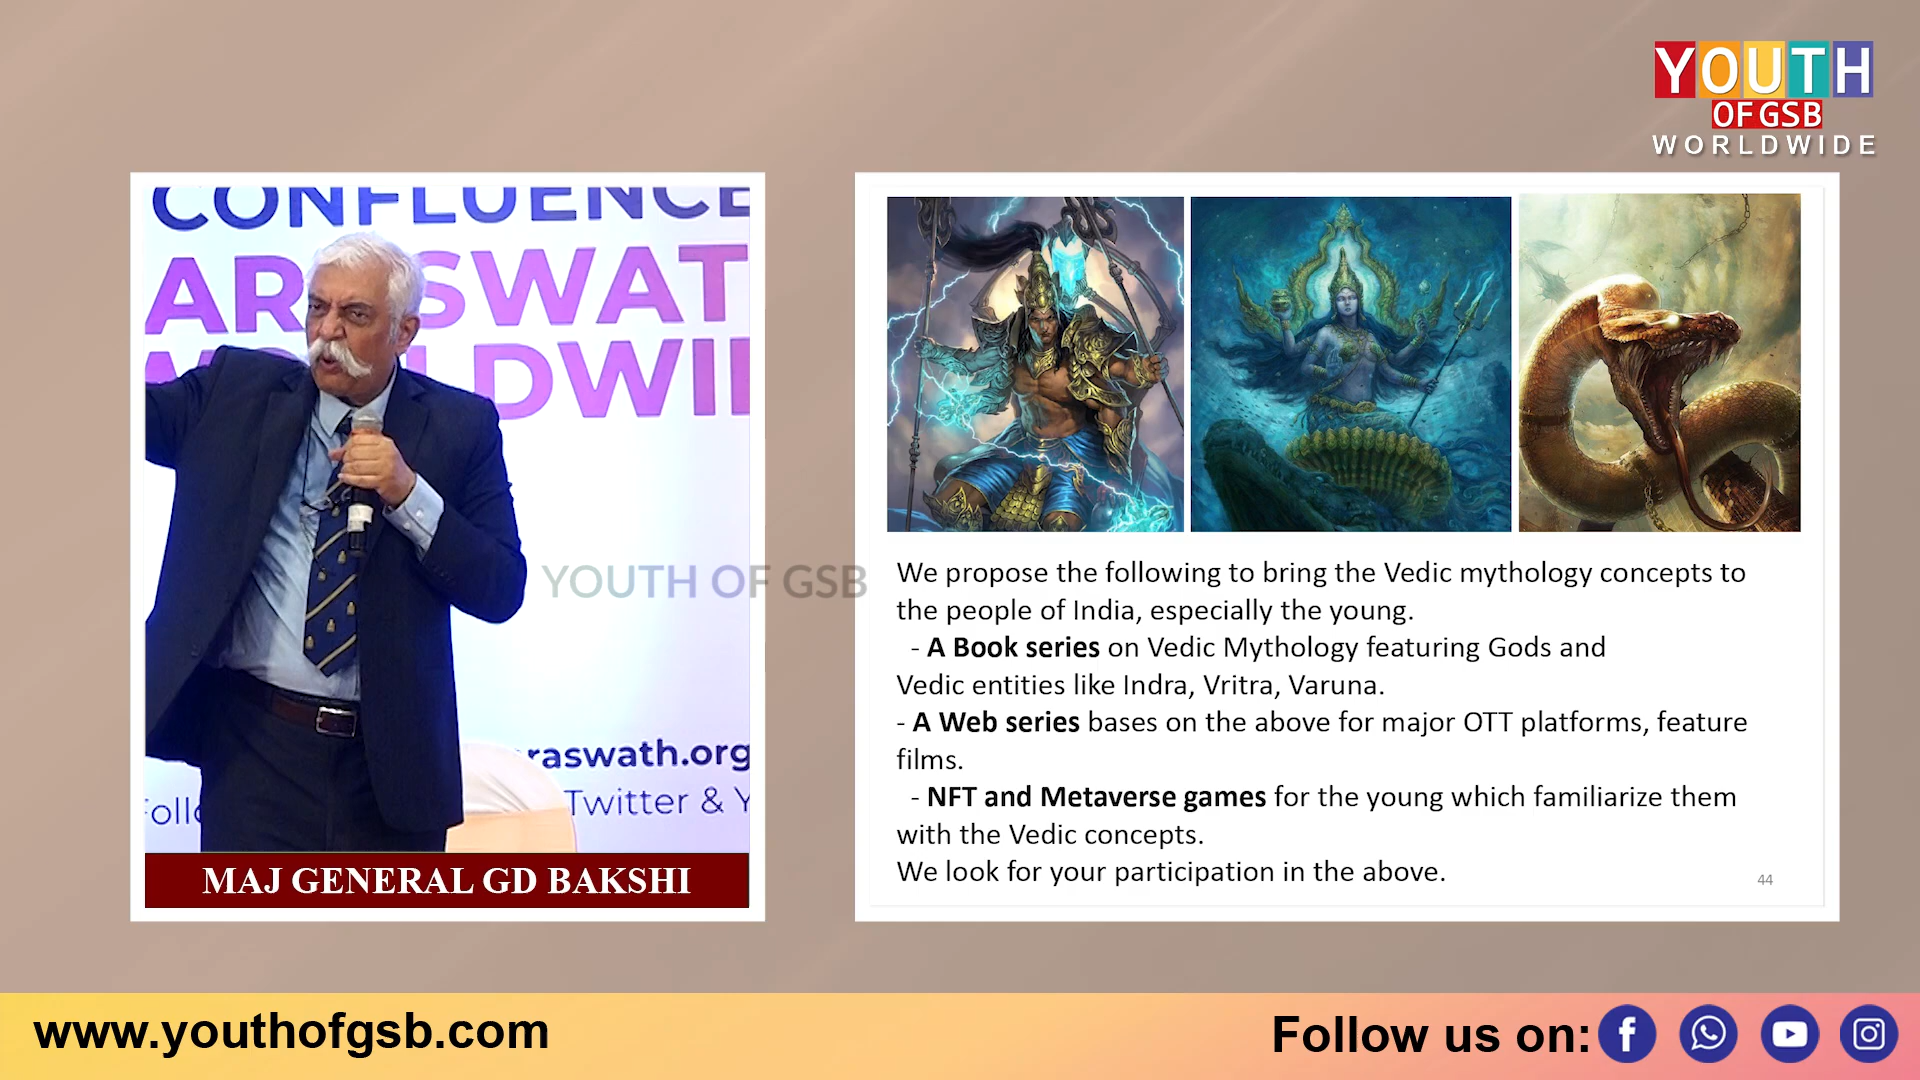 YOUTH
OF GSB
WORLDWIDE
CONFLUENCE
SWAT
raswath.org
Twitter & Y
MAJ GENERAL GD BAKSHI
YOUTH OF GSB
We propose the following to bring the Vedic mythology concepts to
the people of India, especially the young.
- A Book series on Vedic Mythology featuring Gods and
Vedic entities like Indra, Vritra, Varuna.
- A Web series bases on the above for major OTT platforms, feature
films.
- NFT and Metaverse games for the young which familiarize them
with the Vedic concepts.
We look for your participation in the above.
44
www.youthofgsb.com
Follow us on: